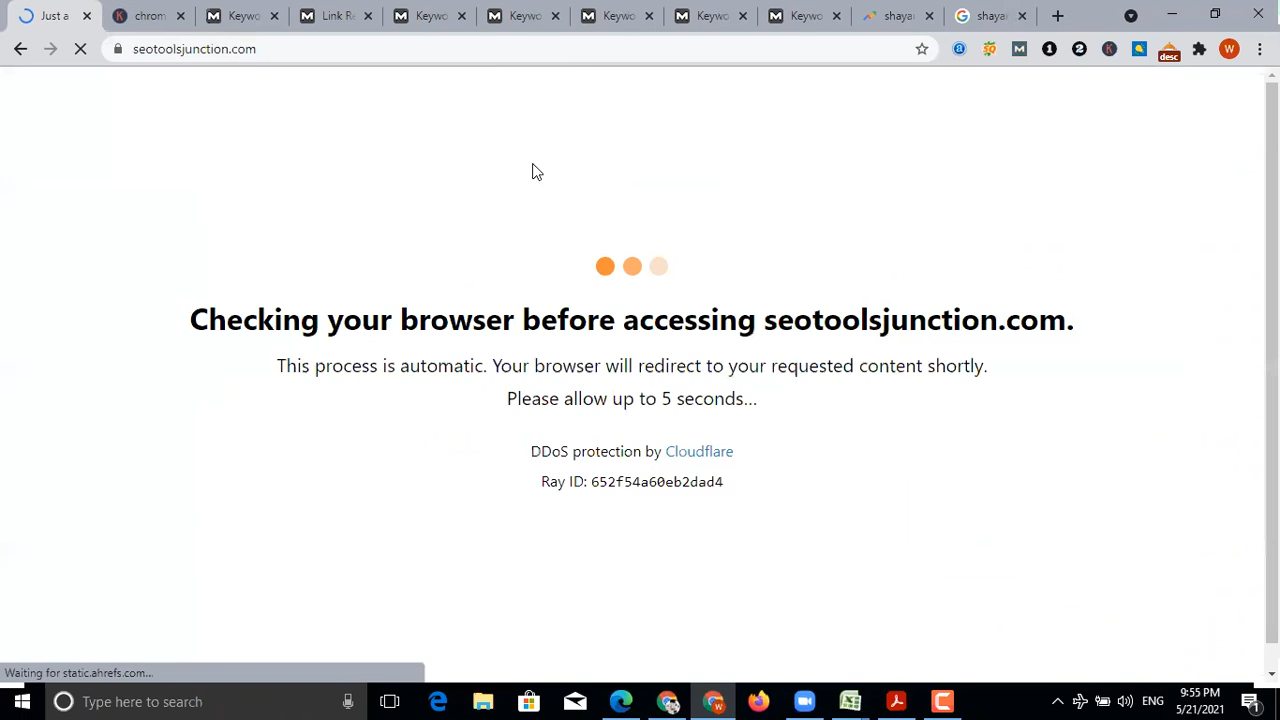 Just a
chrom
Keywo
Link Re
Keywo
Keywo
Keywo
Keywo
Keywo
shaya
shaya
seotoolsjunction.com
desc
W
Checking your browser before accessing seotoolsjunction.com.
This process is automatic. Your browser will redirect to your requested content shortly.
Please allow up to 5 seconds...
DDoS protection by Cloudflare
Ray ID: 652f54a60eb2dad4
Waiting for static.ahrefs.com...
Type here to search
ENG
9:55 PM
5/21/2021